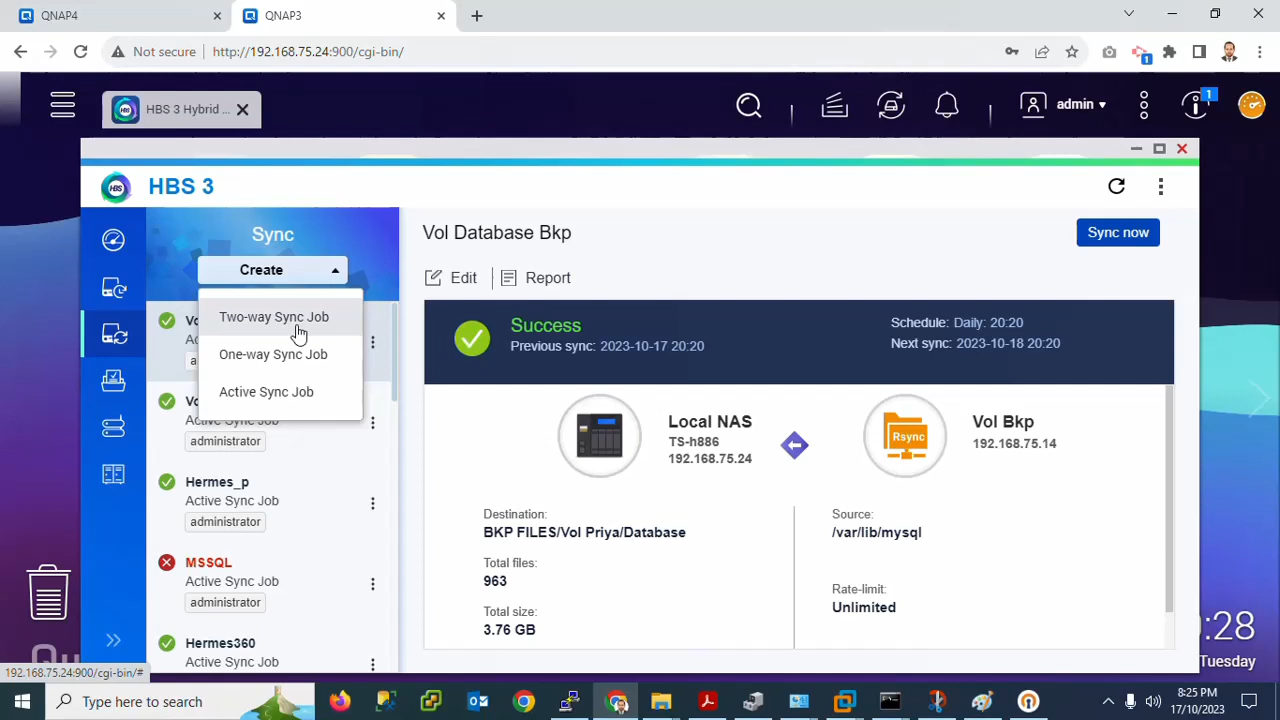 QNAP4
QNAP3
Not secure
http://192.168.75.24:900/cgi-bin/
1
HBS 3 Hybrid ...
admin
1
HBS 3
Sync
Create
Two-way Sync Job
One-way Sync Job
Active Sync Job
administrator
Hermes_p
Active Sync Job
administrator
MSSQL
Active Sync Job
administrator
Hermes360
Active Sync Job
Vol Database Bkp
Sync now
Edit
Report
Success
Previous sync: 2023-10-17 20:20
Schedule: Daily: 20:20
Next sync: 2023-10-18 20:20
Local NAS
TS-h886
192.168.75.24
Rsync
Vol Bkp
192.168.75.14
Destination:
BKP FILES/Vol Priya/Database
Total files:
963
Total size:
3.76 GB
Source:
/var/lib/mysql
Rate-limit:
Unlimited
:28
Tuesday
192.168.75.24:900/cgi-bin/#
Type here to search
8:25 PM
17/10/2023